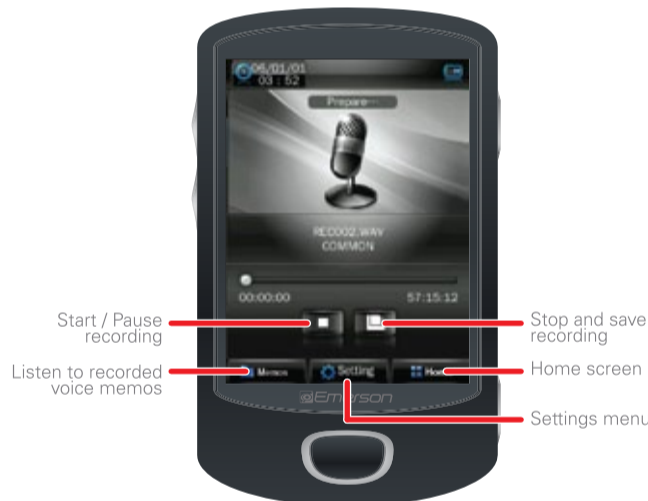 06/01/01
03 : 52
Prepare...
REC002.WAV
COMMON
00:00:00
57:15:12
Start / Pause
recording
Stop and save
recording
Listen to recorded
voice memos
Home screen
Setting
Emerson
Settings menu